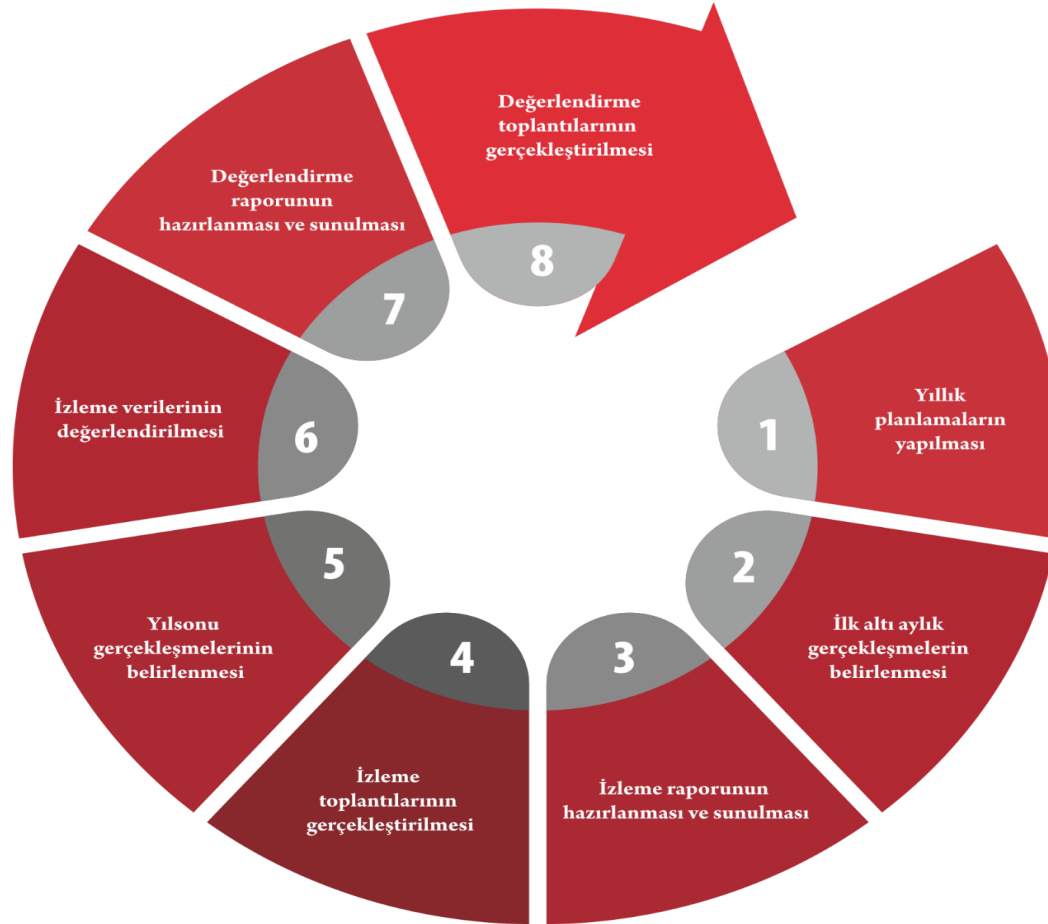 1
Yıllık
planlamaların
yapılması
2
İlk altı aylık
gerçekleşmelerin
belirlenmesi
3
İzleme raporunun
hazırlanması ve sunulması
4
İzleme
toplantılarının
gerçekleştirilmesi
5
Yılsonu
gerçekleşmelerinin
belirlenmesi
6
İzleme verilerinin
değerlendirilmesi
7
Değerlendirme
raporunun
hazırlanması ve sunulması
8
Değerlendirme
toplantılarının
gerçekleştirilmesi